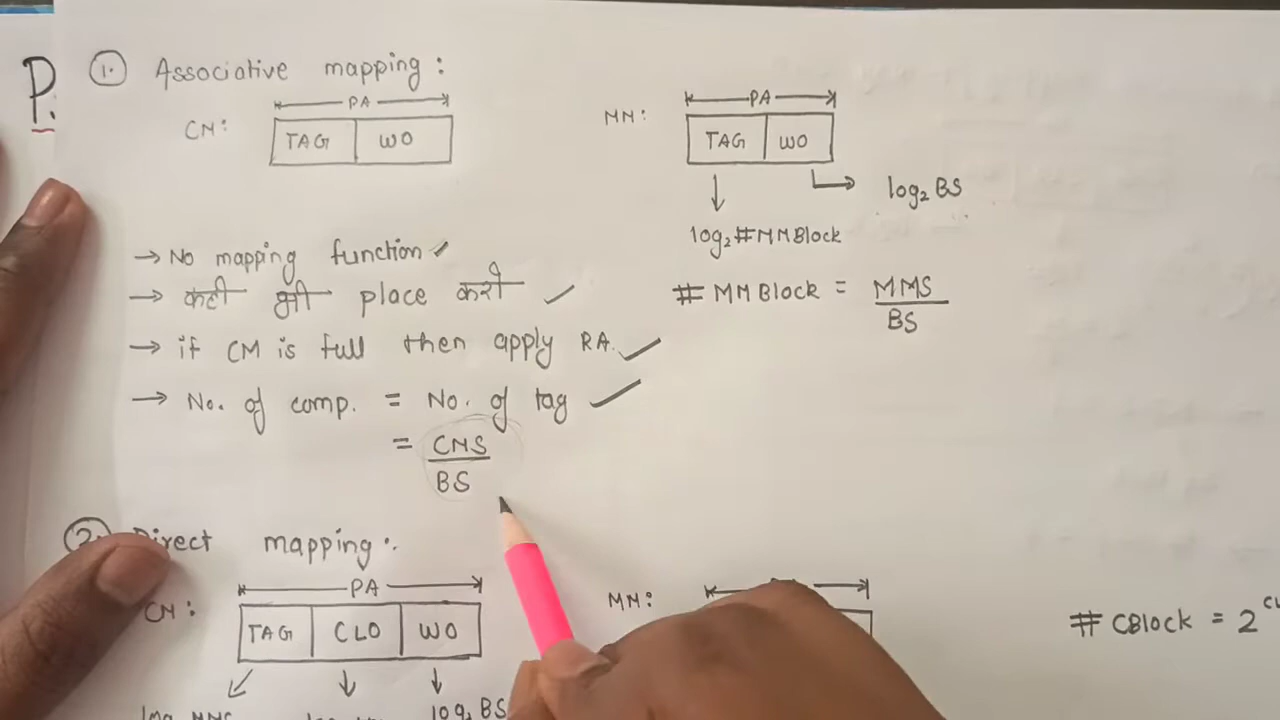 P.
1. Associative mapping :
PA
CM:
TAG WO
MM:
PA
TAG WO
log₂ BS
log₂ #MMBlock
#MMBlock = MMS
BS
→ No mapping function ✓
→ कही भी place करो ✓
→ if CM is full then apply RA. ✓
→ No. of comp. = No. of tag ✓
= CMS
BS
2. Direct mapping :
PA
CM:
TAG CLO WO
log₂ BS
MM:
#CBlock = 2